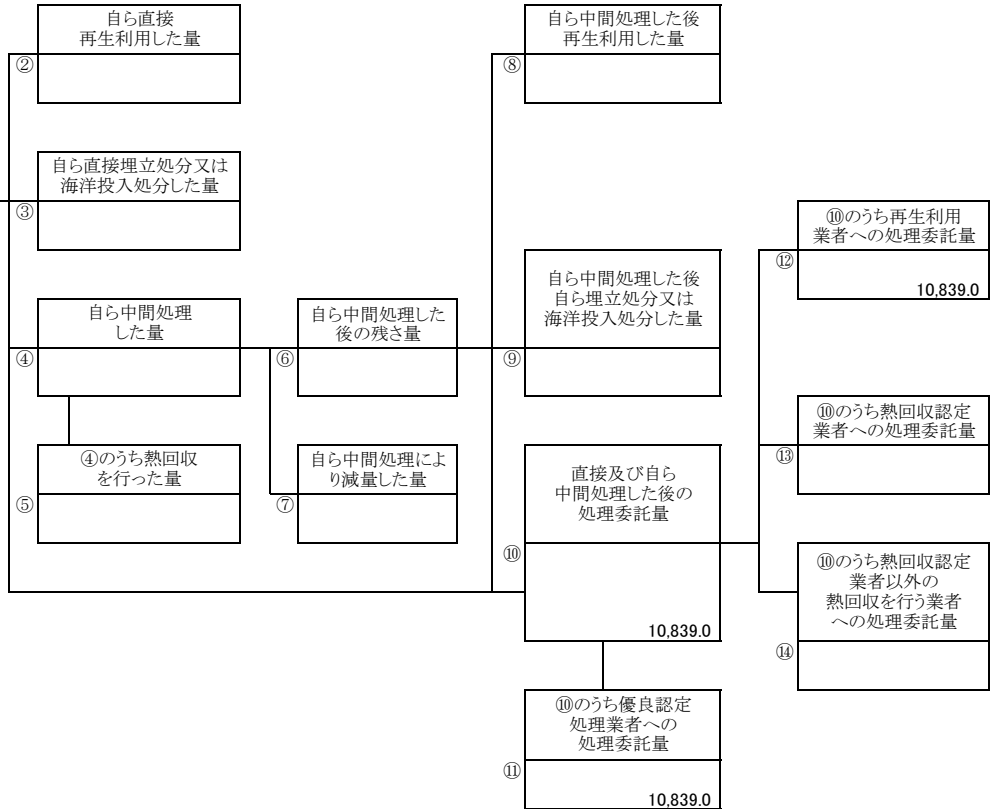 自ら直接
再生利用した量
②
自ら直接埋立処分又は
海洋投入処分した量
③
自ら中間処理
した量
④
④のうち熱回収
を行った量
⑤
自ら中間処理した
後の残さ量
⑥
自ら中間処理によ
り減量した量
⑦
自ら中間処理した後
再生利用した量
⑧
自ら中間処理した後
自ら埋立処分又は
海洋投入処分した量
⑨
直接及び自ら
中間処理した後の
処理委託量
⑩
10,839.0
⑩のうち優良認定
処理業者への
処理委託量
⑪
10,839.0
⑩のうち再生利用
業者への処理委託量
⑫
10,839.0
⑩のうち熱回収認定
業者への処理委託量
⑬
⑩のうち熱回収認定
業者以外の
熱回収を行う業者
への処理委託量
⑭